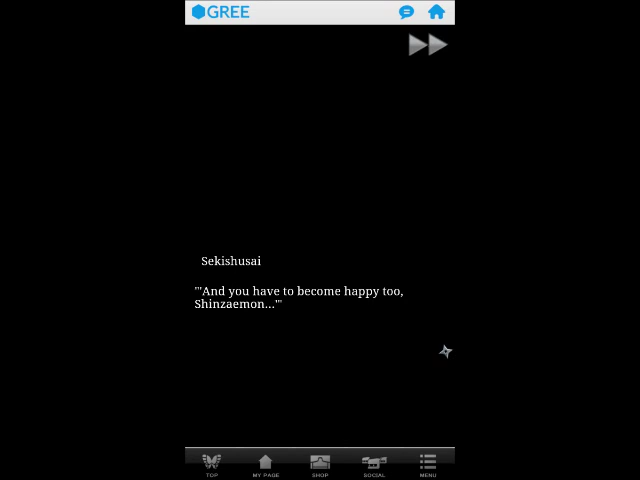 GREE
Sekishusai
'"And you have to become happy too,
Shinzaemon..."'
TOP MY PAGE SHOP SOCIAL MENU